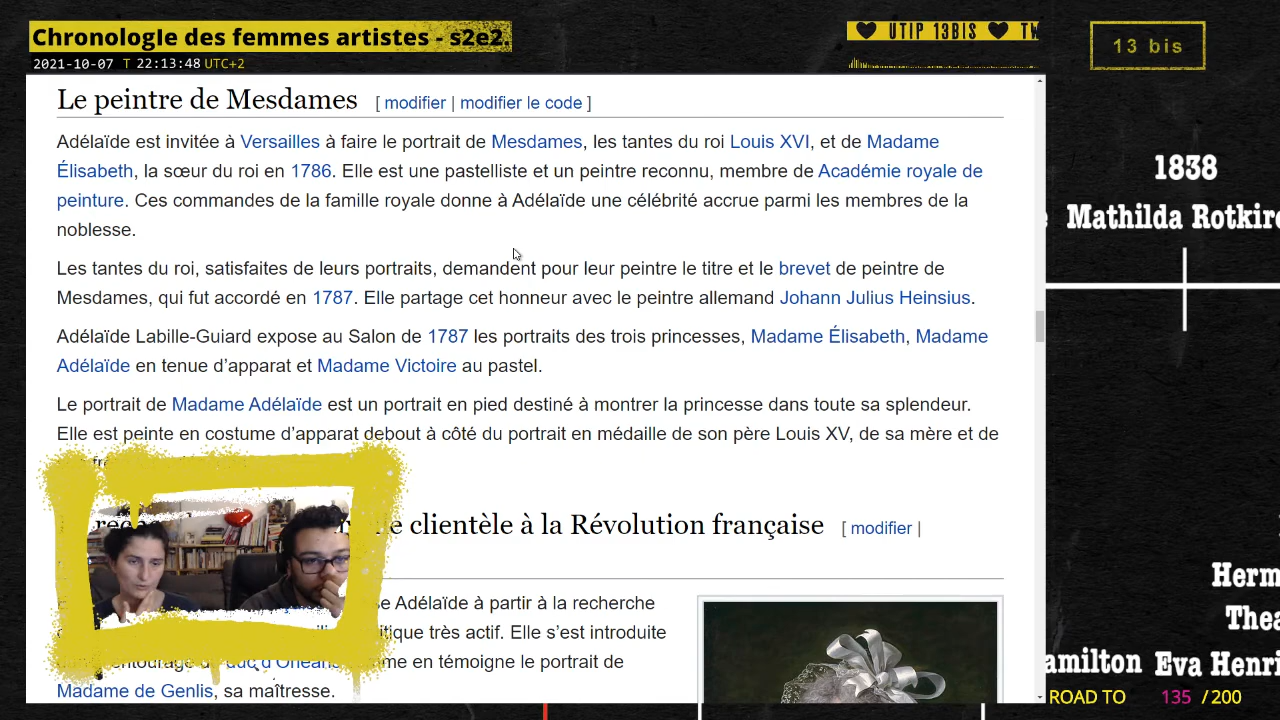 Chronologie des femmes artistes - s2e2
2021-10-07 T 22:13:48 UTC+2
UTIP 13BIS
13 bis
Le peintre de Mesdames [ modifier | modifier le code ]
Adélaïde est invitée à Versailles à faire le portrait de Mesdames, les tantes du roi Louis XVI, et de Madame
Élisabeth, la sœur du roi en 1786. Elle est une pastelliste et un peintre reconnu, membre de Académie royale de
peinture. Ces commandes de la famille royale donne à Adélaïde une célébrité accrue parmi les membres de la
noblesse.
Les tantes du roi, satisfaites de leurs portraits, demandent pour leur peintre le titre et le brevet de peintre de
Mesdames, qui fut accordé en 1787. Elle partage cet honneur avec le peintre allemand Johann Julius Heinsius.
Adélaïde Labille-Guiard expose au Salon de 1787 les portraits des trois princesses, Madame Élisabeth, Madame
Adélaïde en tenue d’apparat et Madame Victoire au pastel.
Le portrait de Madame Adélaïde est un portrait en pied destiné à montrer la princesse dans toute sa splendeur.
Elle est peinte en costume d’apparat debout à côté du portrait en médaille de son père Louis XV, de sa mère et de
clientèle à la Révolution française [ modifier |
Adélaïde à partir à la recherche
très actif. Elle s’est introduite
duc d’Orléans en témoigne le portrait de
Madame de Genlis, sa maîtresse.
1838
Mathilda Rotkir
Herm
Thea
amilton Eva Henri
ROAD TO 135 / 200